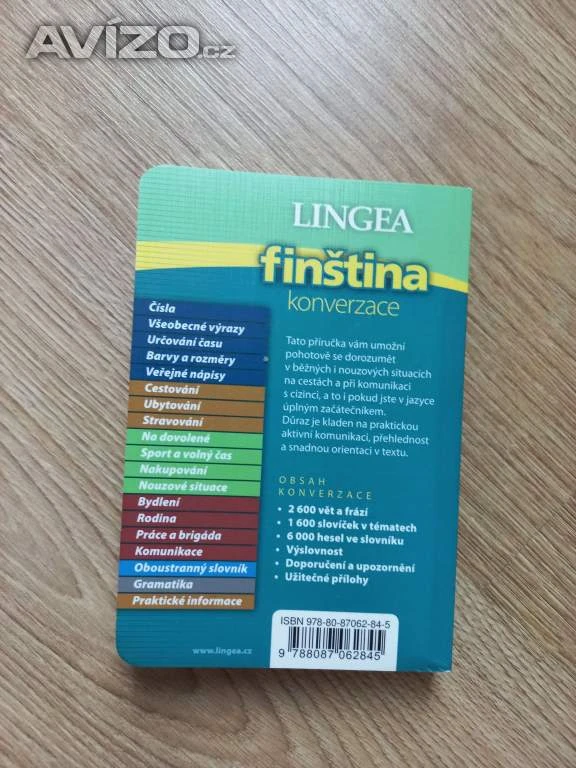 AVÍZO.cz
LINGEA
finština
konverzace
Čísla
Všeobecné výrazy
Určování času
Barvy a rozměry
Veřejné nápisy
Cestování
Ubytování
Stravování
Na dovolené
Sport a volný čas
Nakupování
Nouzové situace
Bydlení
Rodina
Práce a brigáda
Komunikace
Oboustranný slovník
Gramatika
Praktické informace
www.lingea.cz
Tato příručka vám umožní
pohotově se dorozumět
v běžných i nouzových situacích
na cestách a při komunikaci
s cizinci, a to i pokud jste v jazyce
úplným začátečníkem.
Důraz je kladen na praktickou
aktivní komunikaci, přehlednost
a snadnou orientaci v textu.
OBSAH
KONVERZACE
• 2 600 vět a frází
• 1 600 slovíček v tématech
• 6 000 hesel ve slovníku
• Výslovnost
• Doporučení a upozornění
• Užitečné přílohy
ISBN 978-80-87062-84-5
9 788087 062845